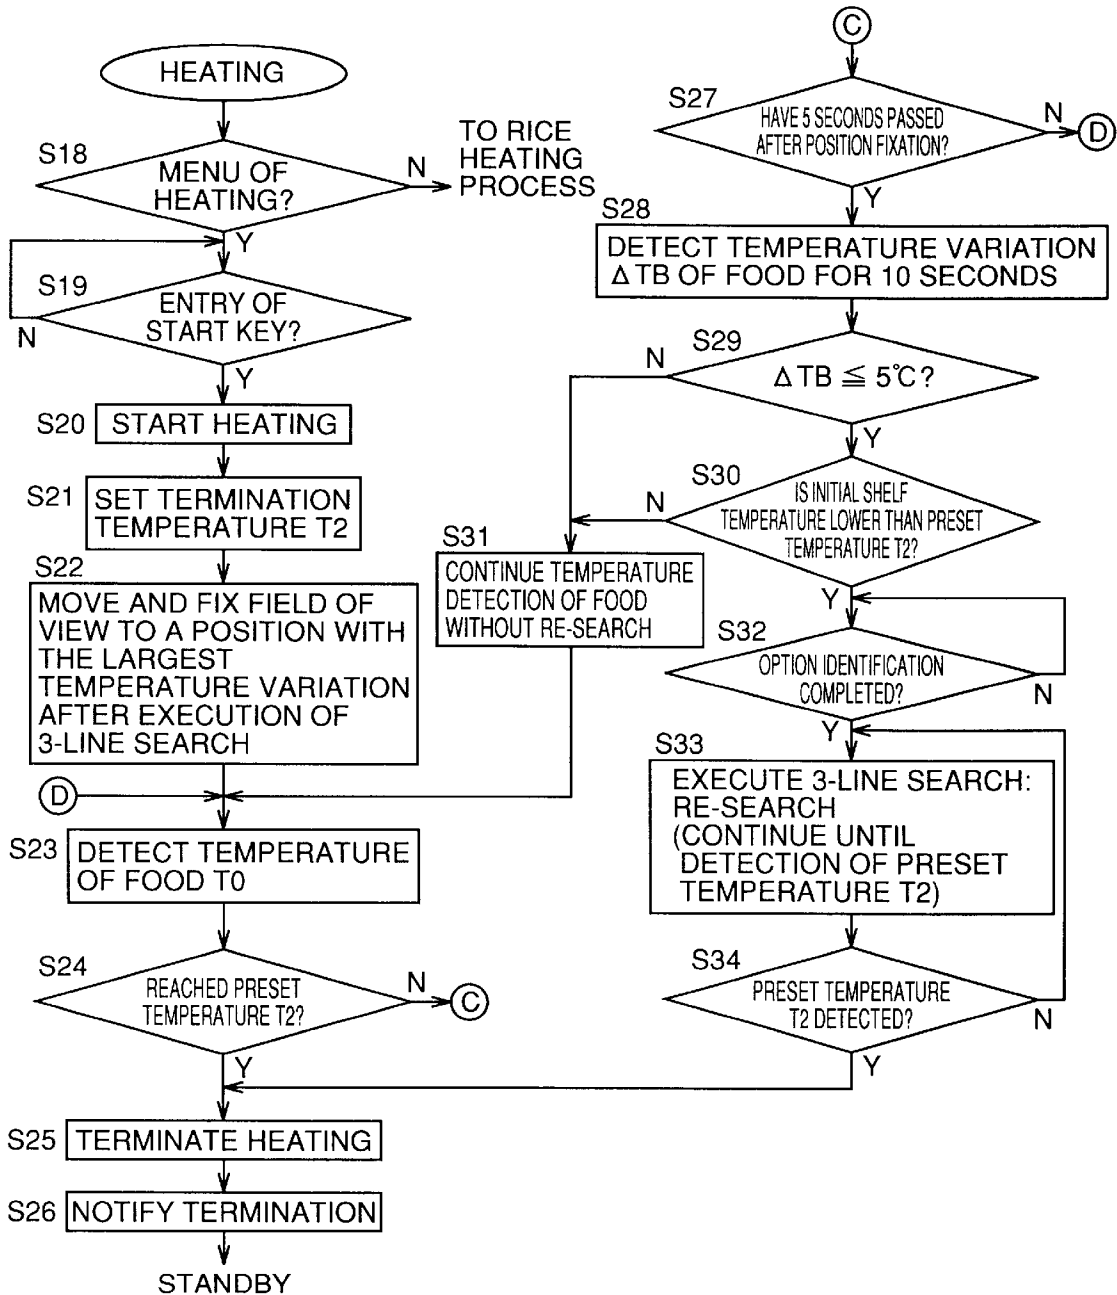 HEATING
S18
MENU OF
HEATING?
N
TO RICE
HEATING
PROCESS
Y
S19
ENTRY OF
START KEY?
N
Y
S20
START HEATING
S21
SET TERMINATION
TEMPERATURE T2
S22
MOVE AND FIX FIELD OF
VIEW TO A POSITION WITH
THE LARGEST
TEMPERATURE VARIATION
AFTER EXECUTION OF
3-LINE SEARCH
D
S23
DETECT TEMPERATURE
OF FOOD T0
S24
REACHED PRESET
TEMPERATURE T2?
N
C
Y
S25
TERMINATE HEATING
S26
NOTIFY TERMINATION
STANDBY
C
S27
HAVE 5 SECONDS PASSED
AFTER POSITION FIXATION?
N
D
Y
S28
DETECT TEMPERATURE VARIATION
Δ TB OF FOOD FOR 10 SECONDS
S29
N
Δ TB ≦ 5℃?
Y
S30
N
IS INITIAL SHELF
TEMPERATURE LOWER THAN PRESET
TEMPERATURE T2?
S31
CONTINUE TEMPERATURE
DETECTION OF FOOD
WITHOUT RE-SEARCH
Y
S32
OPTION IDENTIFICATION
COMPLETED?
N
Y
S33
EXECUTE 3-LINE SEARCH:
RE-SEARCH
(CONTINUE UNTIL
DETECTION OF PRESET
TEMPERATURE T2)
S34
PRESET TEMPERATURE
T2 DETECTED?
N
Y